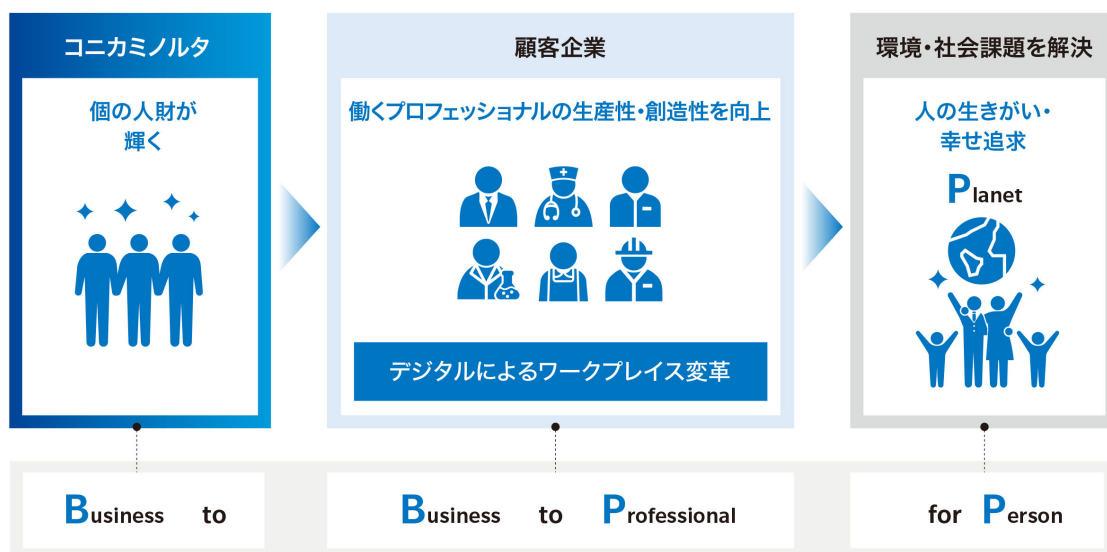 コニカミノルタ
個の人財が
輝く
顧客企業
働くプロフェッショナルの生産性・創造性を向上
デジタルによるワークプレイス変革
環境・社会課題を解決
人の生きがい・
幸せ追求
Planet
Business to
Business to Professional
for Person